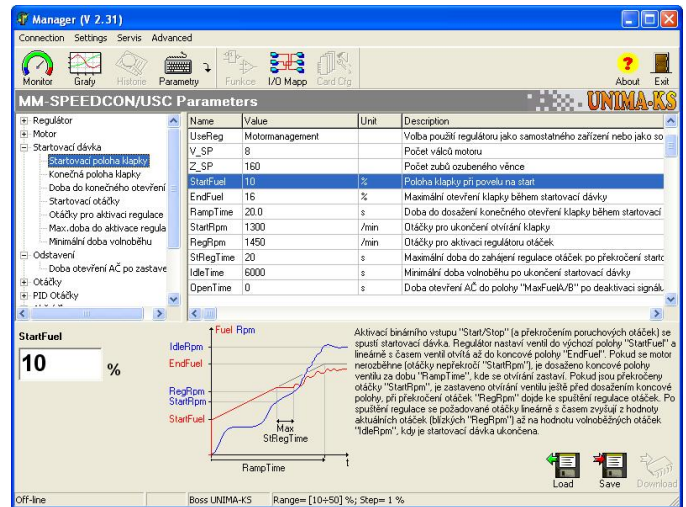 Manager (V 2.31)
Connection Settings Servis Advanced
Monitor Grafy Historie Parametry Funkce I/O Mapp Card Cfg About Exit
MM-SPEEDCON/USC Parameters UNIMA-KS
Regulátor
Motor
Startovací dávka
Startovací poloha klapky
Konečná poloha klapky
Doba do konečného otevření
Startovací otáčky
Otáčky pro aktivaci regulace
Max.doba do aktivace regula
Minimální doba volnoběhu
Odstavení
Doba otevření AČ po zastave
Otáčky
PID Otáčky
Name Value Unit Description
UseReg Motormanagement Volba použití regulátoru jako samostatného zařízení nebo jako so
V_SP 8 Počet válců motoru
Z_SP 160 Počet zubů ozubeného věnce
StartFuel 10 % Poloha klapky při povelu na start
EndFuel 16 % Maximální otevření klapky během startovací dávky
RampTime 20.0 s Doba do dosažení konečného otevření klapky během startovací
StartRpm 1300 /min Otáčky pro ukončení otvírání klapky
RegRpm 1450 /min Otáčky pro aktivaci regulátoru otáček
StRegTime 20 s Maximální doba do zahájení regulace otáček po překročení starto
IdleTime 6000 s Minimální doba volnoběhu po ukončení startovací dávky
OpenTime 0 s Doba otevření AČ do polohy "MaxFuelA/B" po deaktivaci signálu
StartFuel
10 %
Fuel Rpm
IdleRpm
EndFuel
RegRpm
StartRpm
StartFuel
Max
StRegTime
RampTime
t
Aktivací binárního vstupu "Start/Stop" (a překročením poruchových otáček) se
spustí startovací dávka. Regulátor nastaví ventil do výchozí polohy "StartFuel" a
lineárně s časem ventil otvítá až do koncové polohy "EndFuel". Pokud se motor
nerozběhne (otáčky nepřekročí "StartRpm"), je dosaženo koncové polohy
ventilu za dobu "RampTime", kde se otvírání zastaví. Pokud jsou překročeny
otáčky "StartRpm", je zastaveno otvírání ventilu ještě před dosažením koncové
polohy, při překročení otáček "RegRpm" dojde ke spuštění regulace otáček. Po
spuštění regulace se požadované otáčky lineárně s časem zvyšují z hodnoty
aktuálních otáček (blízkých "RegRpm") až na hodnotu volnoběžných otáček
"IdleRpm", kdy je startovací dávka ukončena.
Load Save Download
Off-line Boss UNIMA-KS Range= [10÷50] %; Step= 1 %